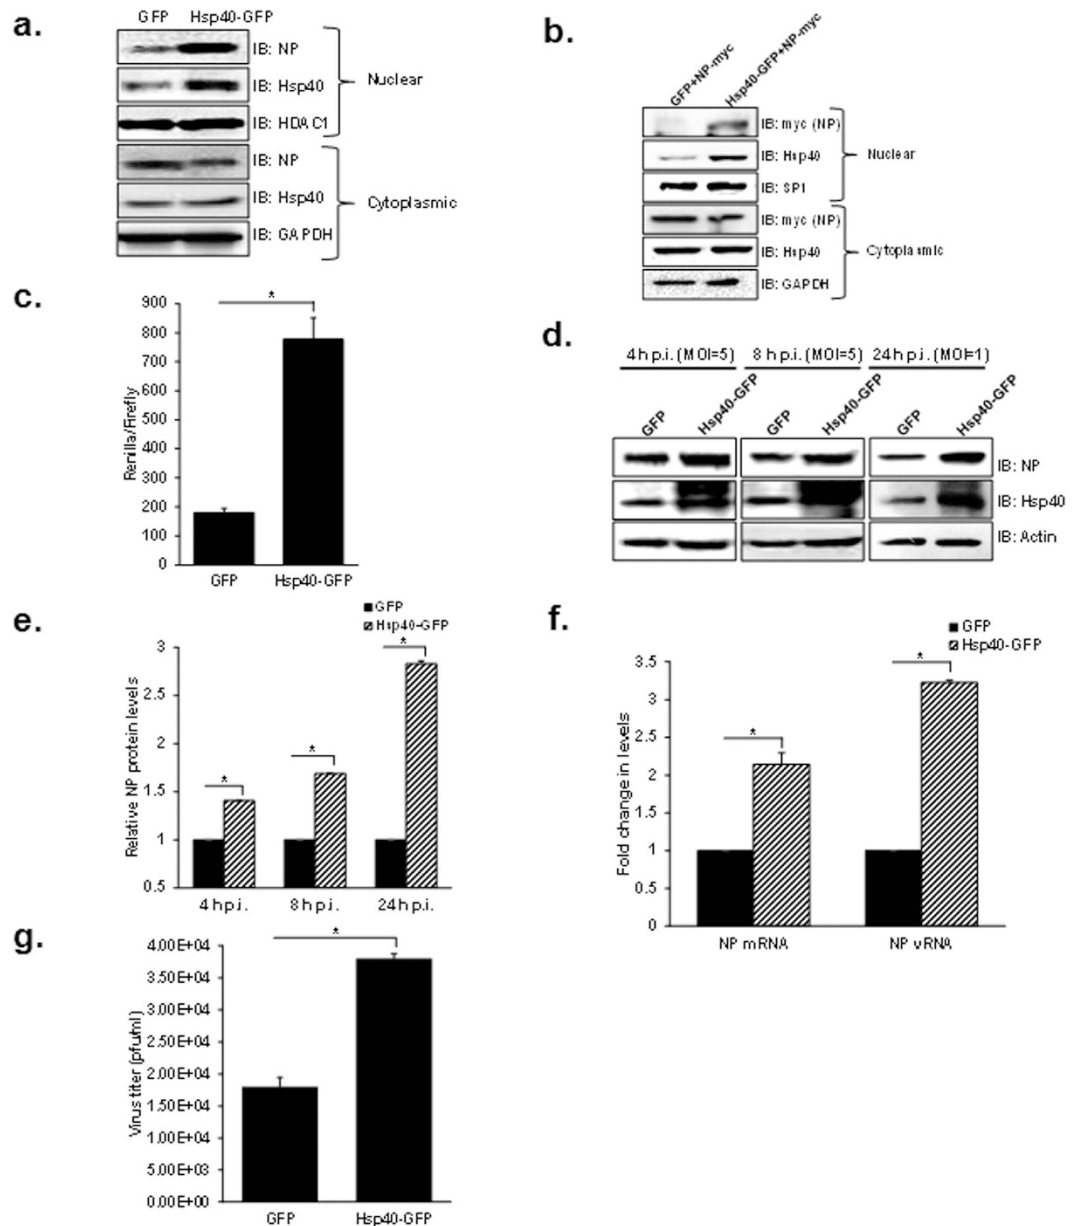 a.
GFP Hsp40-GFP
IB: NP
IB: Hsp40
IB: HDAC1
Nuclear
IB: NP
IB: Hsp40
IB: GAPDH
Cytoplasmic
b.
GFP+NP-myc
Hsp40-GFP+NP-myc
IB: myc (NP)
IB: Hsp40
IB: SP1
Nuclear
IB: myc (NP)
IB: Hsp40
IB: GAPDH
Cytoplasmic
c.
Renilla/Firefly
900
800
700
600
500
400
300
200
100
0
*
GFP Hsp40-GFP
d.
4 h p.i. (MOI=5) 8 h p.i. (MOI=5) 24 h p.i. (MOI=1)
GFP Hsp40-GFP GFP Hsp40-GFP GFP Hsp40-GFP
IB: NP
IB: Hsp40
IB: Actin
e.
GFP
Hsp40-GFP
Relative NP protein levels
3
2.5
2
1.5
1
0.5
* * *
4 h p.i. 8 h p.i. 24 h p.i.
f.
GFP
Hsp40-GFP
Fold change in levels
3.5
3
2.5
2
1.5
1
0.5
0
* *
NP mRNA NP vRNA
g.
Virus titer (pfu/ml)
4.00E+04
3.50E+04
3.00E+04
2.50E+04
2.00E+04
1.50E+04
1.00E+04
5.00E+03
0.00E+00
*
GFP Hsp40-GFP